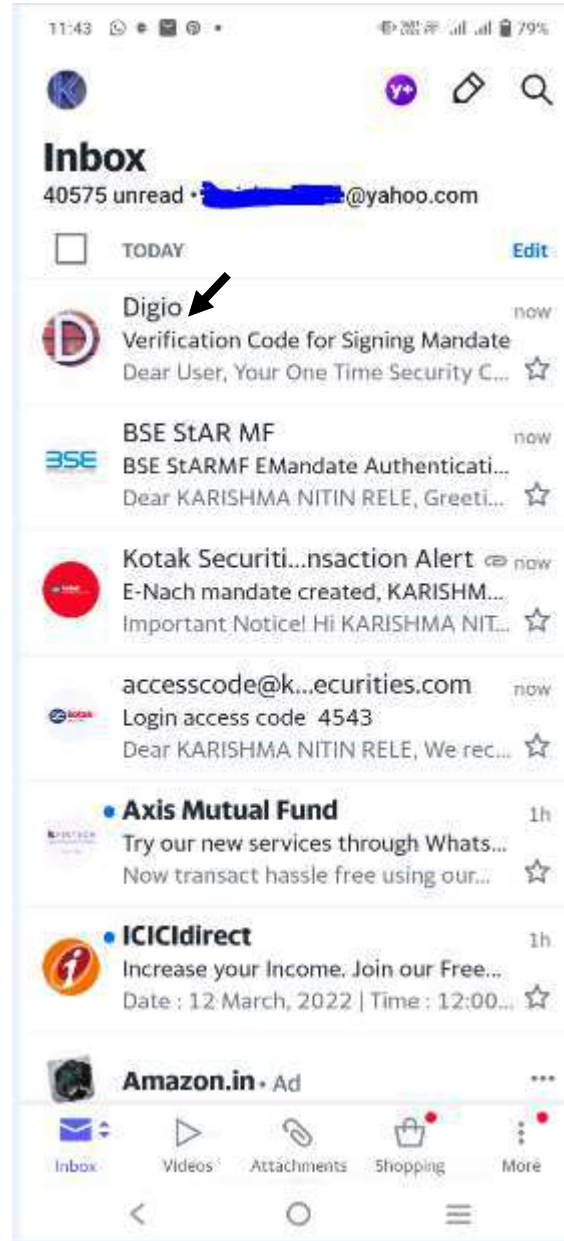 11:43 79%
K
y+
Inbox
40575 unread • @yahoo.com
TODAY Edit
Digio now
D
Verification Code for Signing Mandate
Dear User, Your One Time Security C...
BSE StAR MF now
BSE
BSE StARMF EMandate Authenticati...
Dear KARISHMA NITIN RELE, Greeti...
Kotak Securiti...nsaction Alert now
E-Nach mandate created, KARISHM...
Important Notice! Hi KARISHMA NIT...
accesscode@k...ecurities.com now
kotak
Login access code 4543
Dear KARISHMA NITIN RELE, We rec...
Axis Mutual Fund 1h
KFINTECH
Try our new services through Whats...
Now transact hassle free using our...
ICICIdirect 1h
Increase your Income. Join our Free...
Date : 12 March, 2022 | Time : 12:00...
Amazon.in • Ad
Inbox Videos Attachments Shopping More